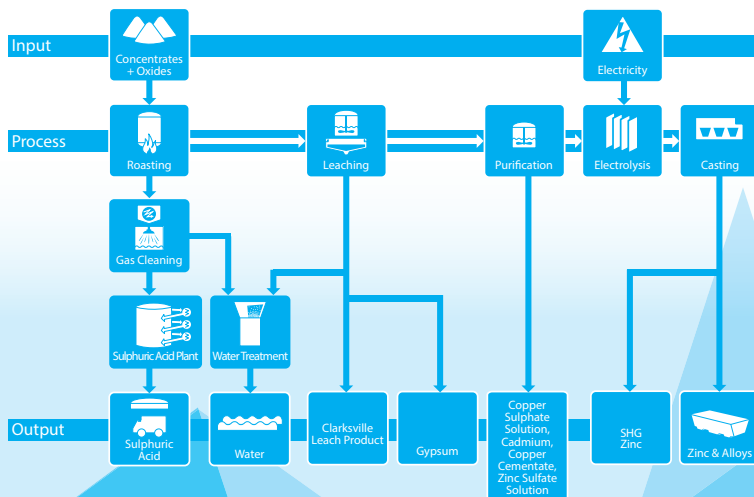 Input
Concentrates
+ Oxides
Electricity
Process
Roasting
Leaching
Purification
Electrolysis
Casting
Gas Cleaning
Sulphuric Acid Plant
Water Treatment
Output
Sulphuric
Acid
Water
Clarksville
Leach Product
Gypsum
Copper
Sulphate
Solution,
Cadmium,
Copper
Cementate,
Zinc Sulfate
Solution
SHG
Zinc
Zinc & Alloys